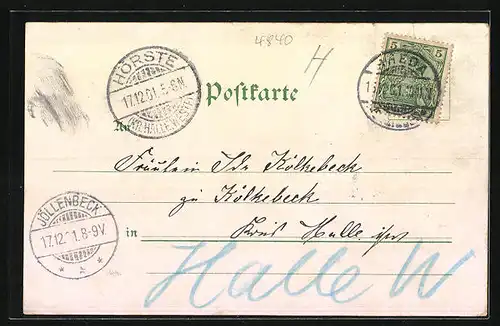 4840
H
HÖRSTE
17.12.01.5-6N
(KR. HALLE WESTF.)
5
Postkarte
An
Fräulein Ida Kölkebeck
zu Kölkebeck
JÖLLENBECK
17.12.01.8-9V
in Kreis Halle i/W
Halle W